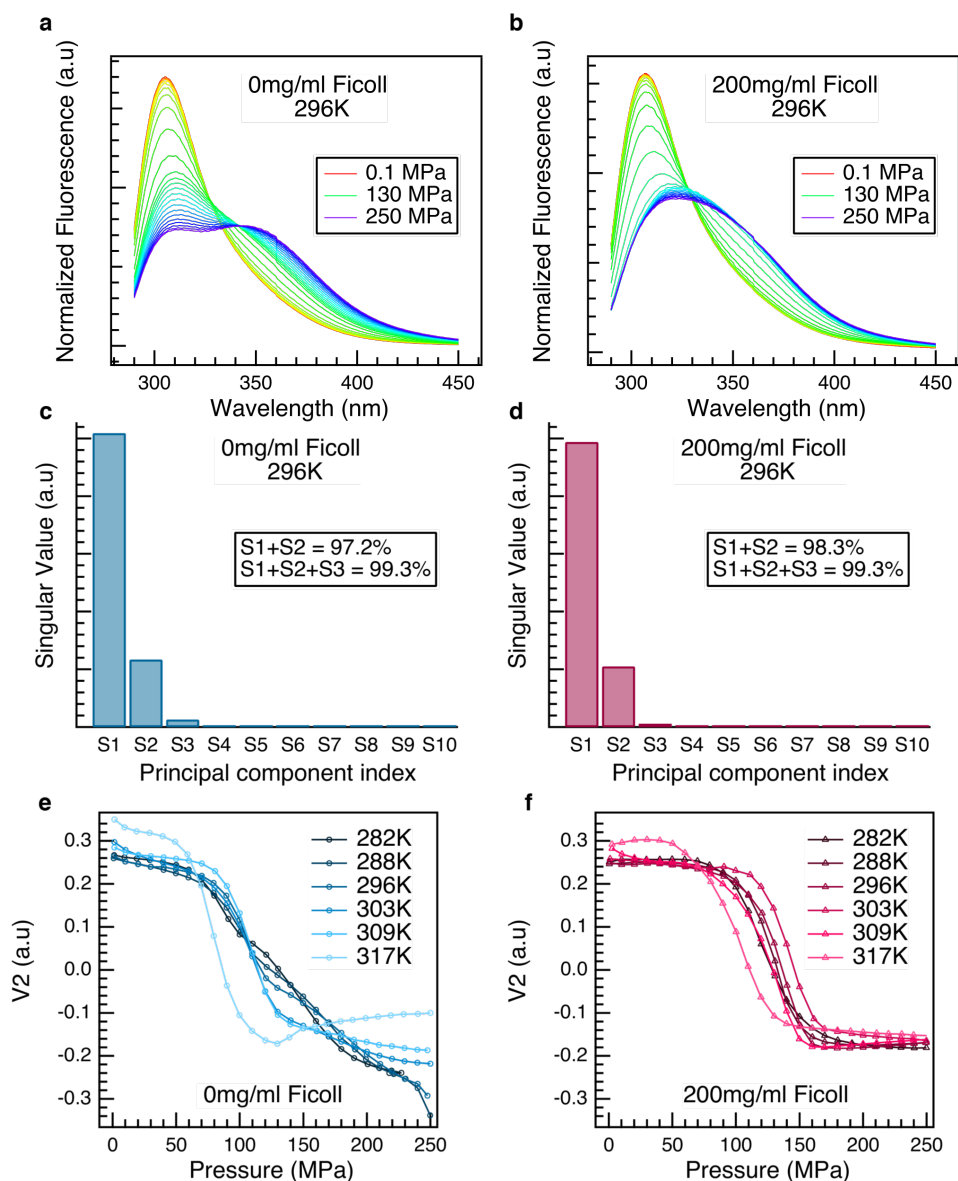 a
0mg/ml Ficoll
296K
0.1 MPa
130 MPa
250 MPa
Normalized Fluorescence (a.u)
300
350
400
450
Wavelength (nm)
b
200mg/ml Ficoll
296K
0.1 MPa
130 MPa
250 MPa
Normalized Fluorescence (a.u)
300
350
400
450
Wavelength (nm)
c
0mg/ml Ficoll
296K
S1+S2 = 97.2%
S1+S2+S3 = 99.3%
Singular Value (a.u)
S1 S2 S3 S4 S5 S6 S7 S8 S9 S10
Principal component index
d
200mg/ml Ficoll
296K
S1+S2 = 98.3%
S1+S2+S3 = 99.3%
Singular Value (a.u)
S1 S2 S3 S4 S5 S6 S7 S8 S9 S10
Principal component index
e
282K
288K
296K
303K
309K
317K
0.3
0.2
0.1
0.0
-0.1
-0.2
-0.3
V2 (a.u)
0mg/ml Ficoll
0 50 100 150 200 250
Pressure (MPa)
f
282K
288K
296K
303K
309K
317K
0.3
0.2
0.1
0.0
-0.1
-0.2
-0.3
V2 (a.u)
200mg/ml Ficoll
0 50 100 150 200 250
Pressure (MPa)